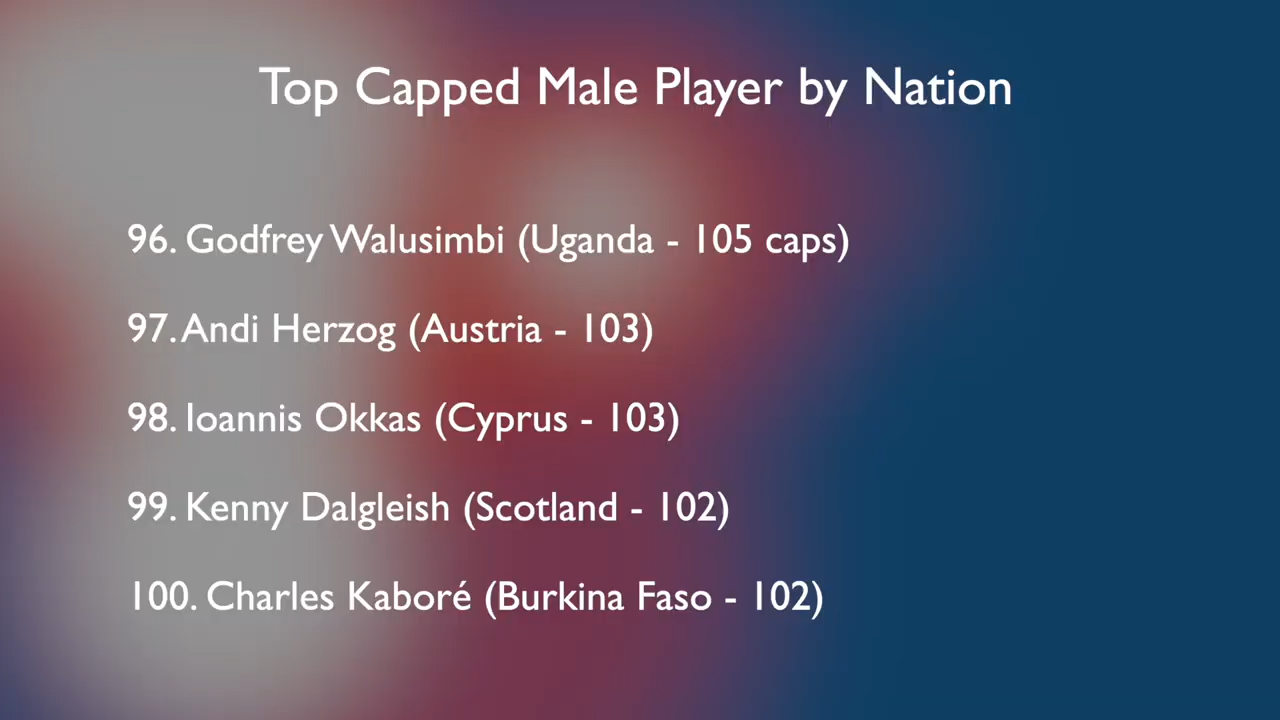 Top Capped Male Player by Nation
96. Godfrey Walusimbi (Uganda - 105 caps)
97. Andi Herzog (Austria - 103)
98. Ioannis Okkas (Cyprus - 103)
99. Kenny Dalgleish (Scotland - 102)
100. Charles Kaboré (Burkina Faso - 102)